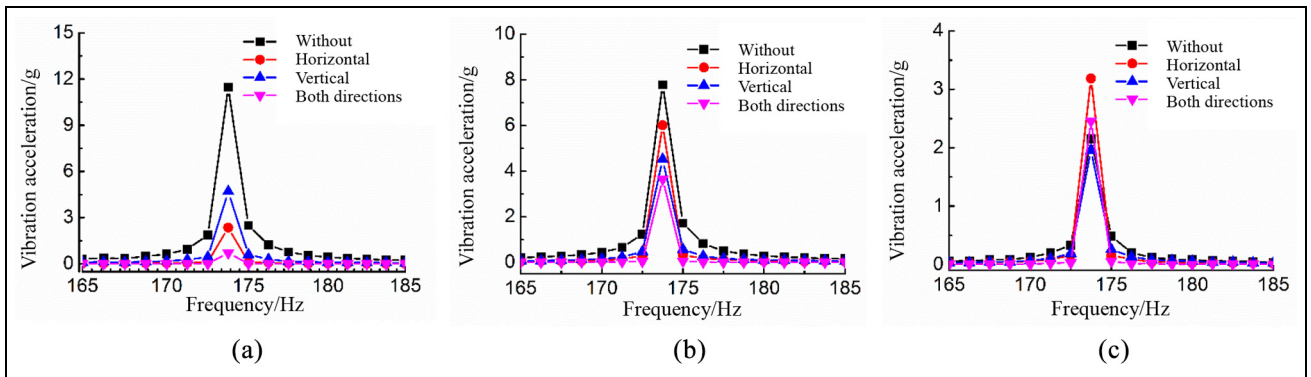 15
12
9
6
3
0
Vibration acceleration/g
Without
Horizontal
Vertical
Both directions
165 170 175 180 185
Frequency/Hz
(a)
10
8
6
4
2
0
Vibration acceleration/g
Without
Horizontal
Vertical
Both directions
165 170 175 180 185
Frequency/Hz
(b)
4
3
2
1
0
Vibration acceleration/g
Without
Horizontal
Vertical
Both directions
165 170 175 180 185
Frequency/Hz
(c)